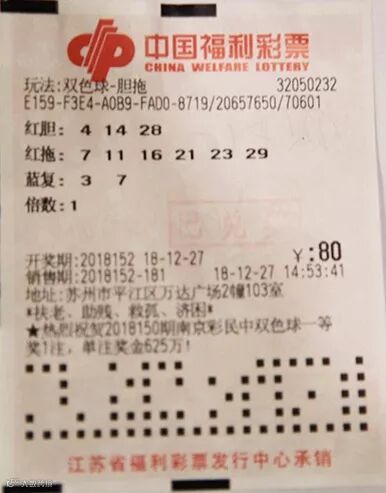 中国福利彩票
CHINA WELFARE LOTTERY
玩法:双色球-胆拖 32050232
E159-F3E4-A0B9-FAD0-8719/20657650/70601
红胆: 4 14 28
红拖: 7 11 16 21 23 29
蓝复: 3 7
倍数:1
已兑
开奖期:2018152 18-12-27 ¥:80
销售期:2018152-181 18-12-27 14:53:41
地址:苏州市平江区万达广场2幢103室
*扶老、助残、救孤、济困*
★热烈祝贺2018150期南京彩民中双色球一等
奖1注,单注奖金625万!
江苏省福利彩票发行中心承销